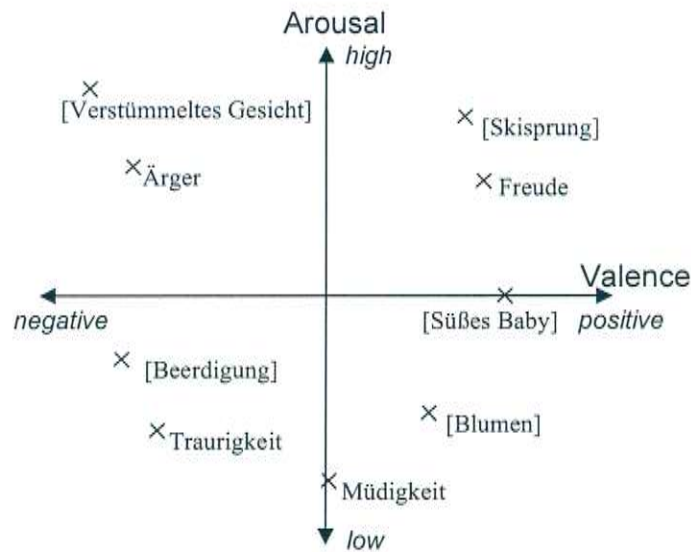 Arousal
high
[Verstümmeltes Gesicht]
[Skisprung]
Ärger
Freude
Valence
negative
[Süßes Baby]
positive
[Beerdigung]
[Blumen]
Traurigkeit
Müdigkeit
low